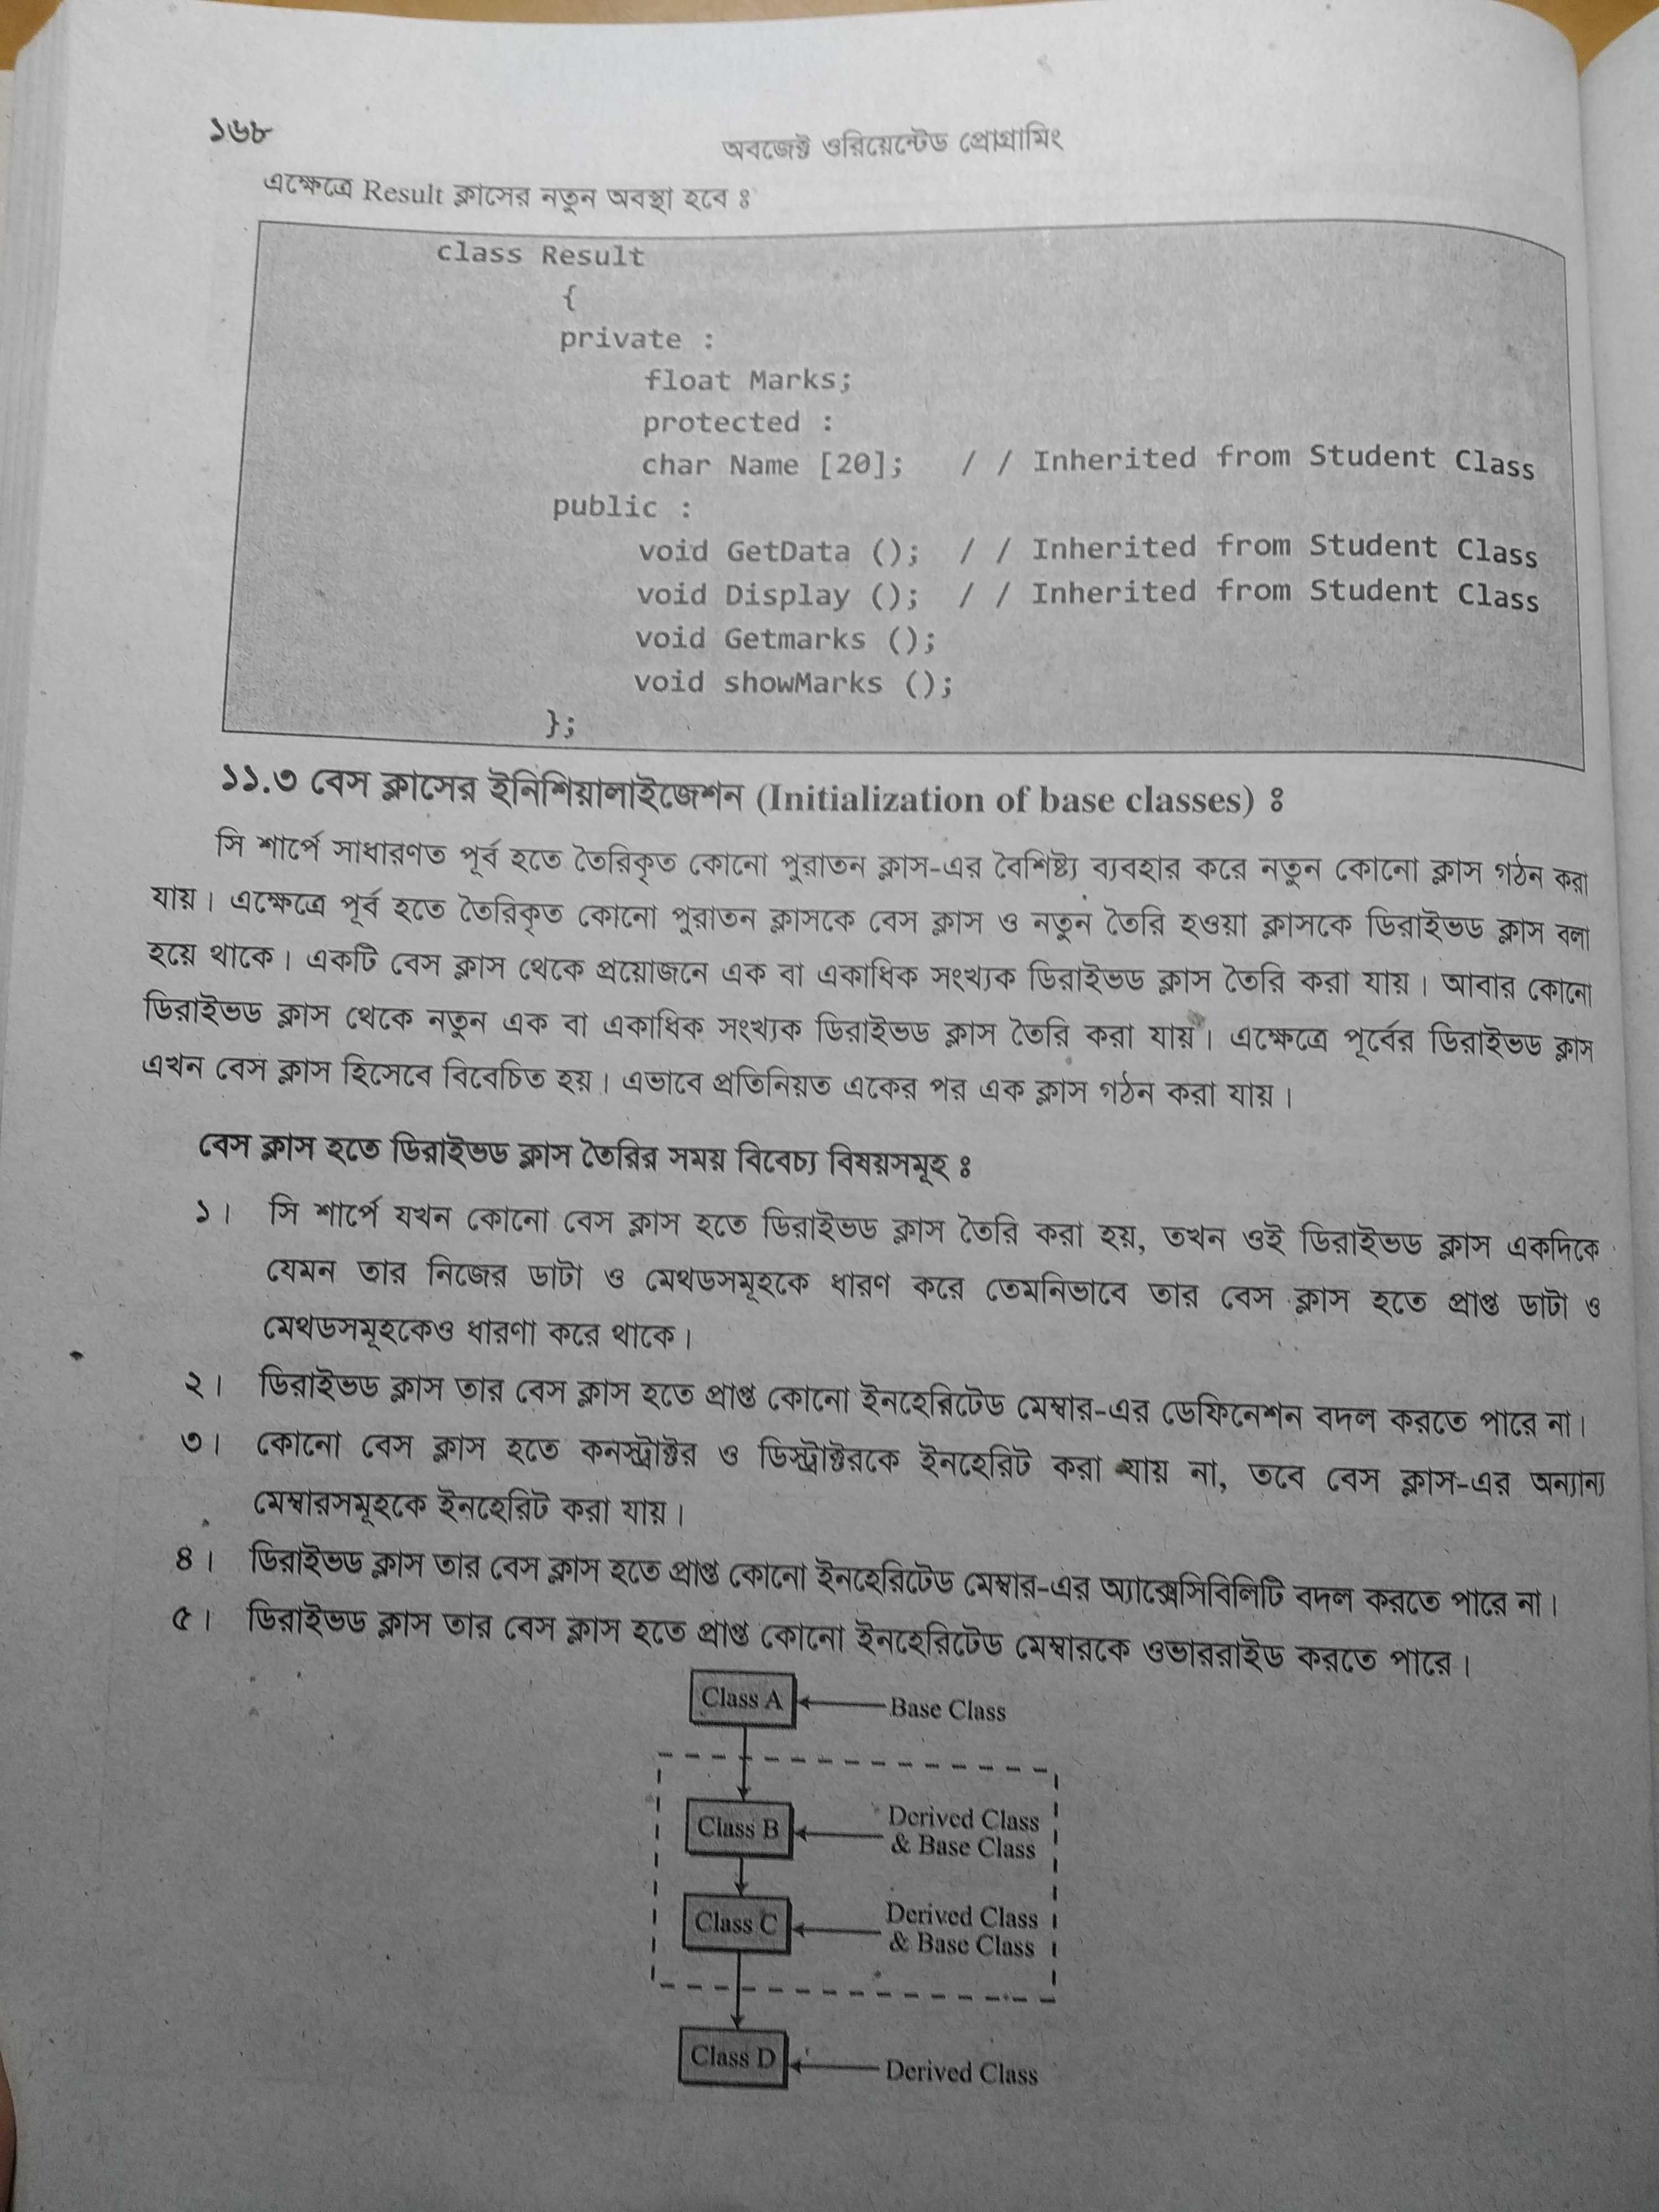 ১৬৮
অবজেক্ট ওরিয়েন্টেড প্রোগ্রামিং
এক্ষেত্রে Result ক্লাসের নতুন অবস্থা হবে ঃ
class Result
{
private :
float Marks;
protected :
char Name [20]; / / Inherited from Student Class
public :
void GetData (); / / Inherited from Student Class
void Display (); / / Inherited from Student Class
void Getmarks ();
void showMarks ();
};
১১.৩ বেস ক্লাসের ইনিশিয়ালাইজেশন (Initialization of base classes) ঃ
সি শার্পে সাধারণত পূর্ব হতে তৈরিকৃত কোনো পুরাতন ক্লাস-এর বৈশিষ্ট্য ব্যবহার করে নতুন কোনো ক্লাস গঠন করা
যায়। এক্ষেত্রে পূর্ব হতে তৈরিকৃত কোনো পুরাতন ক্লাসকে বেস ক্লাস ও নতুন তৈরি হওয়া ক্লাসকে ডিরাইভড ক্লাস বলা
হয়ে থাকে। একটি বেস ক্লাস থেকে প্রয়োজনে এক বা একাধিক সংখ্যক ডিরাইভড ক্লাস তৈরি করা যায়। আবার কোনো
ডিরাইভড ক্লাস থেকে নতুন এক বা একাধিক সংখ্যক ডিরাইভড ক্লাস তৈরি করা যায়। এক্ষেত্রে পূর্বের ডিরাইভড ক্লাস
এখন বেস ক্লাস হিসেবে বিবেচিত হয়। এভাবে প্রতিনিয়ত একের পর এক ক্লাস গঠন করা যায়।
বেস ক্লাস হতে ডিরাইভড ক্লাস তৈরির সময় বিবেচ্য বিষয়সমূহ ঃ
১। সি শার্পে যখন কোনো বেস ক্লাস হতে ডিরাইভড ক্লাস তৈরি করা হয়, তখন ওই ডিরাইভড ক্লাস একদিকে
যেমন তার নিজের ডাটা ও মেথডসমূহকে ধারণ করে তেমনিভাবে তার বেস ক্লাস হতে প্রাপ্ত ডাটা ও
মেথডসমূহকেও ধারণা করে থাকে।
২। ডিরাইভড ক্লাস তার বেস ক্লাস হতে প্রাপ্ত কোনো ইনহেরিটেড মেম্বার-এর ডেফিনেশন বদল করতে পারে না।
৩। কোনো বেস ক্লাস হতে কনস্ট্রাক্টর ও ডিস্ট্রাক্টরকে ইনহেরিট করা যায় না, তবে বেস ক্লাস-এর অন্যান্য
মেম্বারসমূহকে ইনহেরিট করা যায়।
৪। ডিরাইভড ক্লাস তার বেস ক্লাস হতে প্রাপ্ত কোনো ইনহেরিটেড মেম্বার-এর অ্যাক্সেসিবিলিটি বদল করতে পারে না।
৫। ডিরাইভড ক্লাস তার বেস ক্লাস হতে প্রাপ্ত কোনো ইনহেরিটেড মেম্বারকে ওভাররাইড করতে পারে।
Class A Base Class
Class B Derived Class
& Base Class
Class C Derived Class
& Base Class
Class D Derived Class